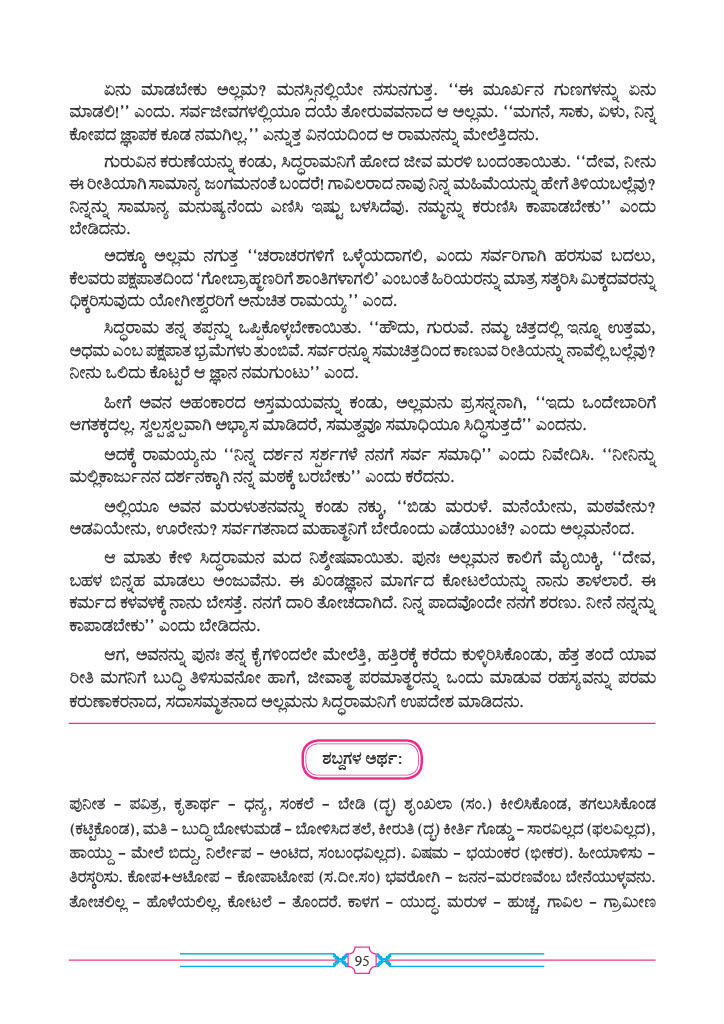 ಏನು ಮಾಡಬೇಕು ಅಲ್ಲಮ? ಮನಸ್ಸಿನಲ್ಲಿಯೇ ನಸುನಗುತ್ತ. ‘‘ಈ ಮೂರ್ಖನ ಗುಣಗಳನ್ನು ಏನು
ಮಾಡಲಿ!’’ ಎಂದು. ಸರ್ವಜೀವಗಳಲ್ಲಿಯೂ ದಯೆ ತೋರುವವನಾದ ಆ ಅಲ್ಲಮ. ‘‘ಮಗನೆ, ಸಾಕು, ಏಳು, ನಿನ್ನ
ಕೋಪದ ಜ್ಞಾಪಕ ಕೂಡ ನಮಗಿಲ್ಲ.’’ ಎನ್ನುತ್ತ ವಿನಯದಿಂದ ಆ ರಾಮನನ್ನು ಮೇಲೆತ್ತಿದನು.
ಗುರುವಿನ ಕರುಣೆಯನ್ನು ಕಂಡು, ಸಿದ್ಧರಾಮನಿಗೆ ಹೋದ ಜೀವ ಮರಳಿ ಬಂದಂತಾಯಿತು. ‘‘ದೇವ, ನೀನು
ಈ ರೀತಿಯಾಗಿ ಸಾಮಾನ್ಯ ಜಂಗಮನಂತೆ ಬಂದರೆ! ಗಾವಿಲರಾದ ನಾವು ನಿನ್ನ ಮಹಿಮೆಯನ್ನು ಹೇಗೆ ತಿಳಿಯಬಲ್ಲೆವು?
ನಿನ್ನನ್ನು ಸಾಮಾನ್ಯ ಮನುಷ್ಯನೆಂದು ಎಣಿಸಿ ಇಷ್ಟು ಬಳಸಿದೆವು. ನಮ್ಮನ್ನು ಕರುಣಿಸಿ ಕಾಪಾಡಬೇಕು’’ ಎಂದು
ಬೇಡಿದನು.
ಅದಕ್ಕೂ ಅಲ್ಲಮ ನಗುತ್ತ ‘‘ಚರಾಚರಗಳಿಗೆ ಒಳ್ಳೆಯದಾಗಲಿ, ಎಂದು ಸರ್ವರಿಗಾಗಿ ಹರಸುವ ಬದಲು,
ಕೆಲವರು ಪಕ್ಷಪಾತದಿಂದ ‘ಗೋಬ್ರಾಹ್ಮಣರಿಗೆ ಶಾಂತಿಗಳಾಗಲಿ’ ಎಂಬಂತೆ ಹಿರಿಯರನ್ನು ಮಾತ್ರ ಸತ್ಕರಿಸಿ ಮಿಕ್ಕದವರನ್ನು
ಧಿಕ್ಕರಿಸುವುದು ಯೋಗೀಶ್ವರರಿಗೆ ಅನುಚಿತ ರಾಮಯ್ಯ’’ ಎಂದ.
ಸಿದ್ಧರಾಮ ತನ್ನ ತಪ್ಪನ್ನು ಒಪ್ಪಿಕೊಳ್ಳಬೇಕಾಯಿತು. ‘‘ಹೌದು, ಗುರುವೆ. ನಮ್ಮ ಚಿತ್ತದಲ್ಲಿ ಇನ್ನೂ ಉತ್ತಮ,
ಅಧಮ ಎಂಬ ಪಕ್ಷಪಾತ ಭ್ರಮೆಗಳು ತುಂಬಿವೆ. ಸರ್ವರನ್ನೂ ಸಮಚಿತ್ತದಿಂದ ಕಾಣುವ ರೀತಿಯನ್ನು ನಾವೆಲ್ಲಿ ಬಲ್ಲೆವು?
ನೀನು ಒಲಿದು ಕೊಟ್ಟರೆ ಆ ಜ್ಞಾನ ನಮಗುಂಟು’’ ಎಂದ.
ಹೀಗೆ ಅವನ ಅಹಂಕಾರದ ಅಸ್ತಮಯವನ್ನು ಕಂಡು, ಅಲ್ಲಮನು ಪ್ರಸನ್ನನಾಗಿ, ‘‘ಇದು ಒಂದೇಬಾರಿಗೆ
ಆಗತಕ್ಕದಲ್ಲ. ಸ್ವಲ್ಪಸ್ವಲ್ಪವಾಗಿ ಅಭ್ಯಾಸ ಮಾಡಿದರೆ, ಸಮತ್ವವೂ ಸಮಾಧಿಯೂ ಸಿದ್ಧಿಸುತ್ತದೆ’’ ಎಂದನು.
ಅದಕ್ಕೆ ರಾಮಯ್ಯನು ‘‘ನಿನ್ನ ದರ್ಶನ ಸ್ಪರ್ಶಗಳೆ ನನಗೆ ಸರ್ವ ಸಮಾಧಿ’’ ಎಂದು ನಿವೇದಿಸಿ. ‘‘ನೀನಿನ್ನು
ಮಲ್ಲಿಕಾರ್ಜುನನ ದರ್ಶನಕ್ಕಾಗಿ ನನ್ನ ಮಠಕ್ಕೆ ಬರಬೇಕು’’ ಎಂದು ಕರೆದನು.
ಅಲ್ಲಿಯೂ ಅವನ ಮರುಳುತನವನ್ನು ಕಂಡು ನಕ್ಕು, ‘‘ಬಿಡು ಮರುಳೆ. ಮನೆಯೇನು, ಮಠವೇನು?
ಅಡವಿಯೇನು, ಊರೇನು? ಸರ್ವಗತನಾದ ಮಹಾತ್ಮನಿಗೆ ಬೇರೊಂದು ಎಡೆಯುಂಟೆ? ಎಂದು ಅಲ್ಲಮನೆಂದ.
ಆ ಮಾತು ಕೇಳಿ ಸಿದ್ಧರಾಮನ ಮದ ನಿಶ್ಶೇಷವಾಯಿತು. ಪುನಃ ಅಲ್ಲಮನ ಕಾಲಿಗೆ ಮೈಯಿಕ್ಕಿ, ‘‘ದೇವ,
ಬಹಳ ಬಿನ್ನಹ ಮಾಡಲು ಅಂಜುವೆನು. ಈ ಖಂಡಜ್ಞಾನ ಮಾರ್ಗದ ಕೋಟಲೆಯನ್ನು ನಾನು ತಾಳಲಾರೆ. ಈ
ಕರ್ಮದ ಕಳವಳಕ್ಕೆ ನಾನು ಬೇಸತ್ತೆ. ನನಗೆ ದಾರಿ ತೋಚದಾಗಿದೆ. ನಿನ್ನ ಪಾದವೊಂದೇ ನನಗೆ ಶರಣು. ನೀನೆ ನನ್ನನ್ನು
ಕಾಪಾಡಬೇಕು’’ ಎಂದು ಬೇಡಿದನು.
ಆಗ, ಅವನನ್ನು ಪುನಃ ತನ್ನ ಕೈಗಳಿಂದಲೇ ಮೇಲೆತ್ತಿ, ಹತ್ತಿರಕ್ಕೆ ಕರೆದು ಕುಳ್ಳಿರಿಸಿಕೊಂಡು, ಹೆತ್ತ ತಂದೆ ಯಾವ
ರೀತಿ ಮಗನಿಗೆ ಬುದ್ಧಿ ತಿಳಿಸುವನೋ ಹಾಗೆ, ಜೀವಾತ್ಮ ಪರಮಾತ್ಮರನ್ನು ಒಂದು ಮಾಡುವ ರಹಸ್ಯವನ್ನು ಪರಮ
ಕರುಣಾಕರನಾದ, ಸದಾಸಮ್ಮತನಾದ ಅಲ್ಲಮನು ಸಿದ್ಧರಾಮನಿಗೆ ಉಪದೇಶ ಮಾಡಿದನು.
ಶಬ್ದಗಳ ಅರ್ಥ:
ಪುನೀತ – ಪವಿತ್ರ, ಕೃತಾರ್ಥ – ಧನ್ಯ, ಸಂಕಲೆ – ಬೇಡಿ (ದ್ಭ) ಶೃಂಖಿಲಾ (ಸಂ.) ಕೀಲಿಸಿಕೊಂಡ, ತಗಲುಸಿಕೊಂಡ
(ಕಟ್ಟಿಕೊಂಡ), ಮತಿ – ಬುದ್ಧಿ ಬೋಳುಮಡೆ – ಬೋಳಿಸಿದ ತಲೆ, ಕೀರುತಿ (ದ್ಭ) ಕೀರ್ತಿ ಗೊಡ್ಡು – ಸಾರವಿಲ್ಲದ (ಫಲವಿಲ್ಲದ),
ಹಾಯ್ದು – ಮೇಲೆ ಬಿದ್ದು, ನಿರ್ಲೇಪ – ಅಂಟಿದ, ಸಂಬಂಧವಿಲ್ಲದ). ವಿಷಮ – ಭಯಂಕರ (ಭೀಕರ). ಹೀಯಾಳಿಸು –
ತಿರಸ್ಕರಿಸು. ಕೋಪ+ಆಟೋಪ – ಕೋಪಾಟೋಪ (ಸ.ದೀ.ಸಂ) ಭವರೋಗಿ – ಜನನ-ಮರಣವೆಂಬ ಬೇನೆಯುಳ್ಳವನು.
ತೋಚಲಿಲ್ಲ – ಹೊಳೆಯಲಿಲ್ಲ. ಕೋಟಲೆ – ತೊಂದರೆ. ಕಾಳಗ – ಯುದ್ಧ. ಮರುಳ – ಹುಚ್ಚ. ಗಾವಿಲ – ಗ್ರಾಮೀಣ
95